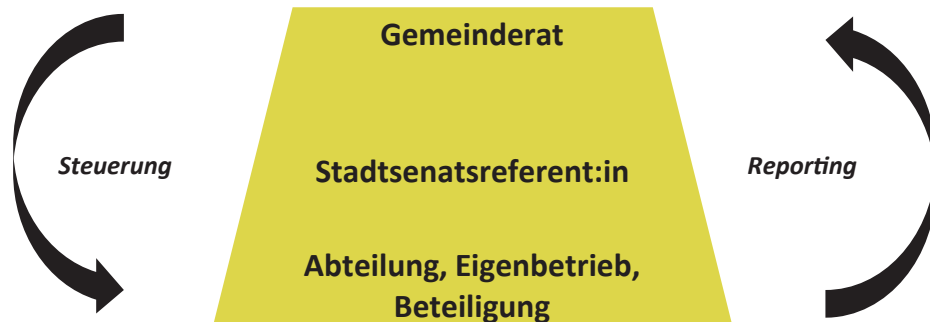 Gemeinderat
Steuerung
Stadtsenatsreferent:in
Reporting
Abteilung, Eigenbetrieb,
Beteiligung